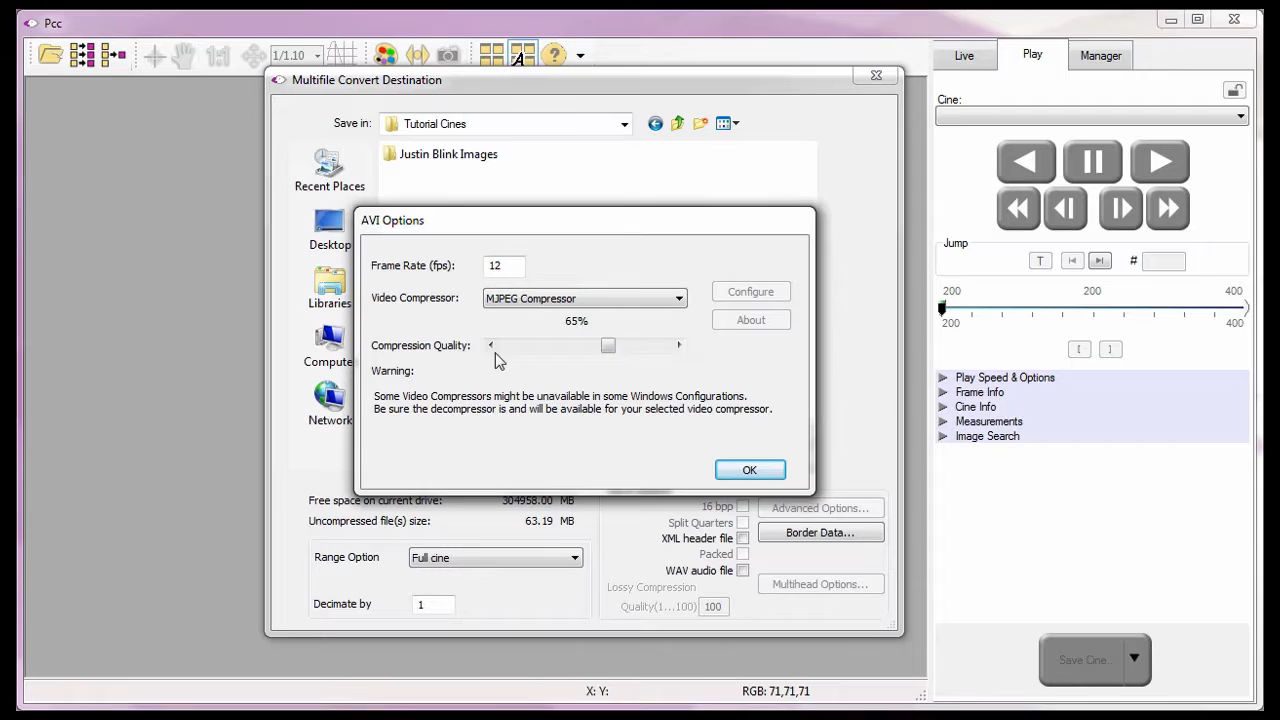 Pcc
1:1
1/1.10
A
?
Live
Play
Manager
Cine:
Multifile Convert Destination
Save in:
Tutorial Cines
Justin Blink Images
Recent Places
Desktop
Libraries
Network
AVI Options
Frame Rate (fps):
12
Video Compressor:
MJPEG Compressor
Configure
65%
About
Compression Quality:
Warning:
Some Video Compressors might be unavailable in some Windows Configurations.
Be sure the decompressor is and will be available for your selected video compressor.
OK
Free space on current drive:
304958.00 MB
Uncompressed file(s) size:
63.19 MB
Range Option
Full cine
Decimate by
1
16 bpp
Split Quarters
XML header file
Packed
WAV audio file
Lossy Compression
Quality(1...100)
100
Advanced Options...
Border Data...
Multihead Options...
Jump
T
#
200
200
400
200
400
[
]
Play Speed & Options
Frame Info
Cine Info
Measurements
Image Search
Save Cine...
X: Y:
RGB: 71,71,71